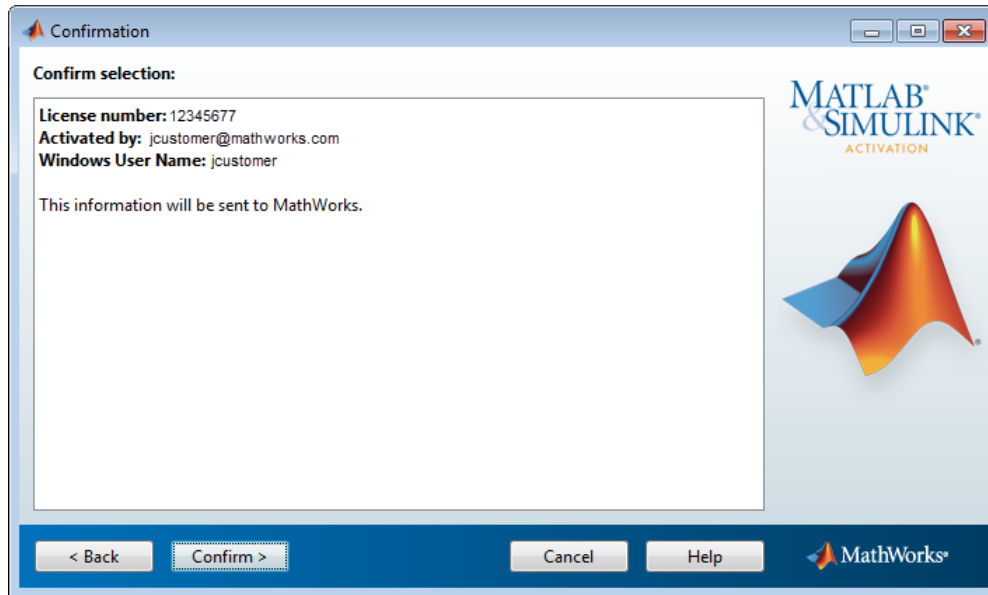 Confirmation
Confirm selection:
License number: 12345677
Activated by: jcustomer@mathworks.com
Windows User Name: jcustomer
This information will be sent to MathWorks.
MATLAB®
&SIMULINK®
ACTIVATION
®
< Back
Confirm >
Cancel
Help
MathWorks®